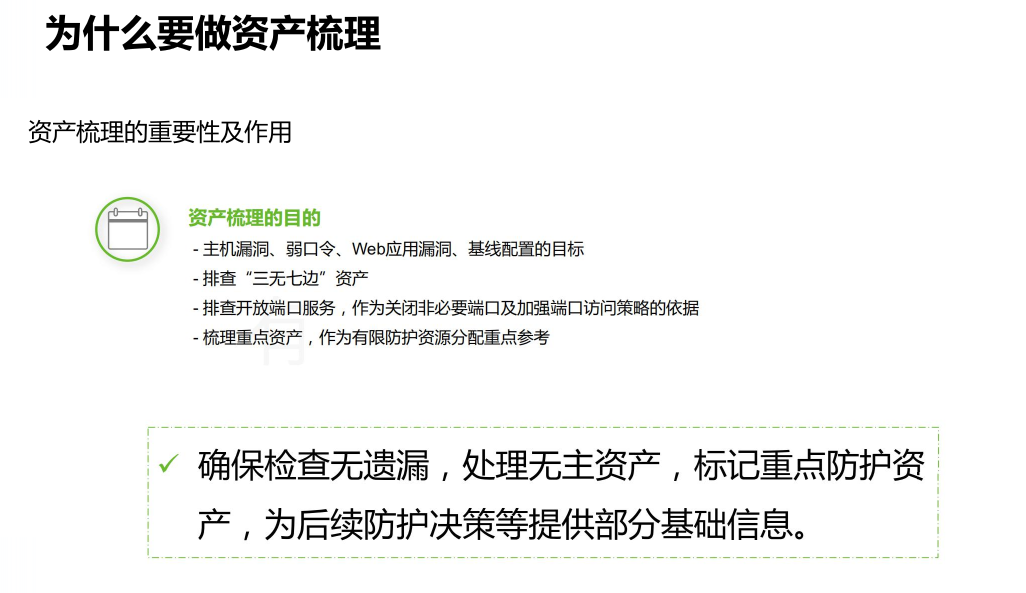 为什么要做资产梳理
资产梳理的重要性及作用
资产梳理的目的
- 主机漏洞、弱口令、Web应用漏洞、基线配置的目标
- 排查“三无七边”资产
- 排查开放端口服务，作为关闭非必要端口及加强端口访问策略的依据
- 梳理重点资产，作为有限防护资源分配重点参考
✓ 确保检查无遗漏，处理无主资产，标记重点防护资
产，为后续防护决策等提供部分基础信息。